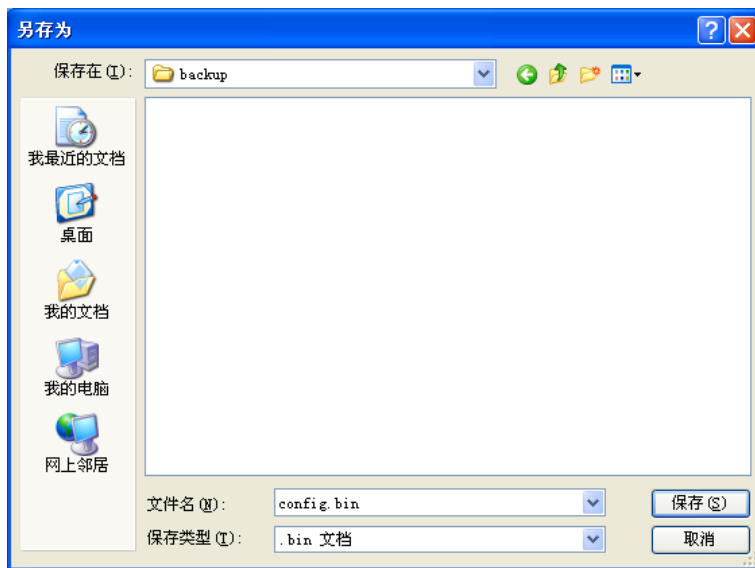 另存为
保存在(I):
backup
我最近的文档
桌面
我的文档
我的电脑
网上邻居
文件名(N):
config.bin
保存(S)
保存类型(T):
.bin 文档
取消